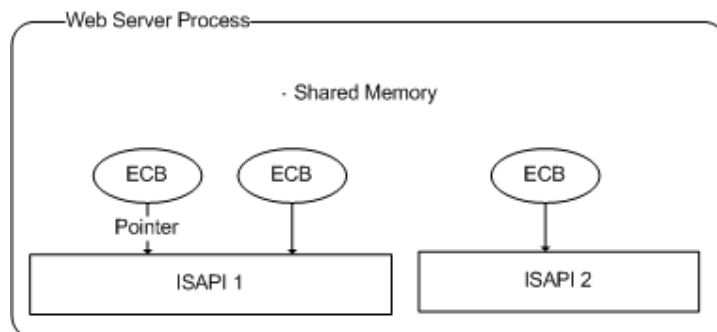 Web Server Process
- Shared Memory
ECB ECB ECB
Pointer
ISAPI 1 ISAPI 2